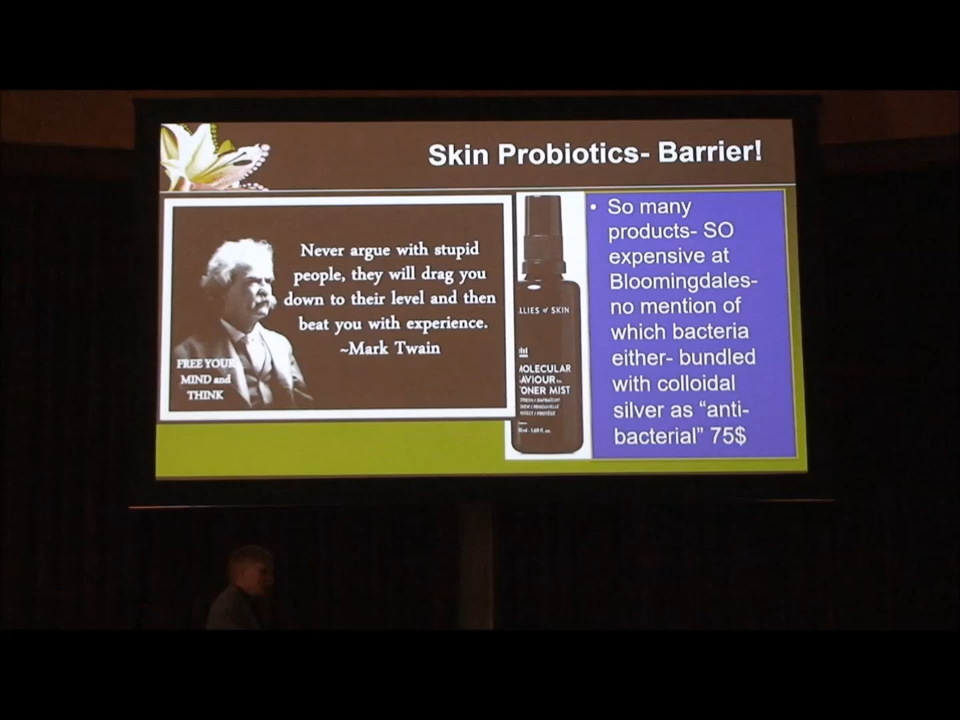 Skin Probiotics- Barrier!
Never argue with stupid
people, they will drag you
down to their level and then
beat you with experience.
~Mark Twain
FREE YOUR
MIND and
THINK
LLIES of SKIN
MOLECULAR
AVIOUR
TONER MIST
• So many
products- SO
expensive at
Bloomingdales-
no mention of
which bacteria
either- bundled
with colloidal
silver as “anti-
bacterial” 75$